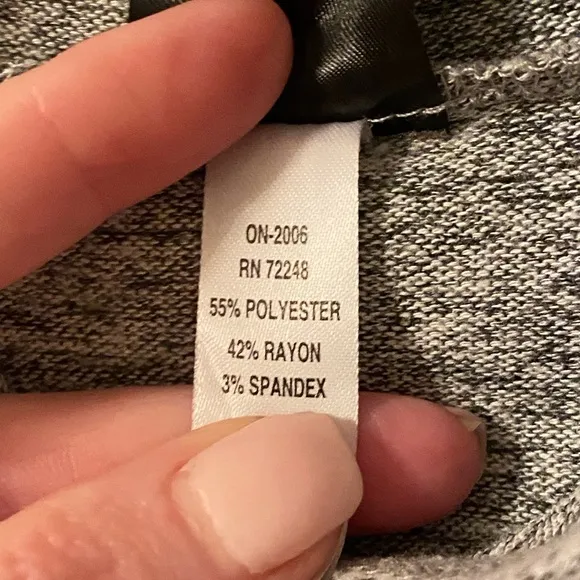 ON-2006
RN 72248
55% POLYESTER
42% RAYON
3% SPANDEX